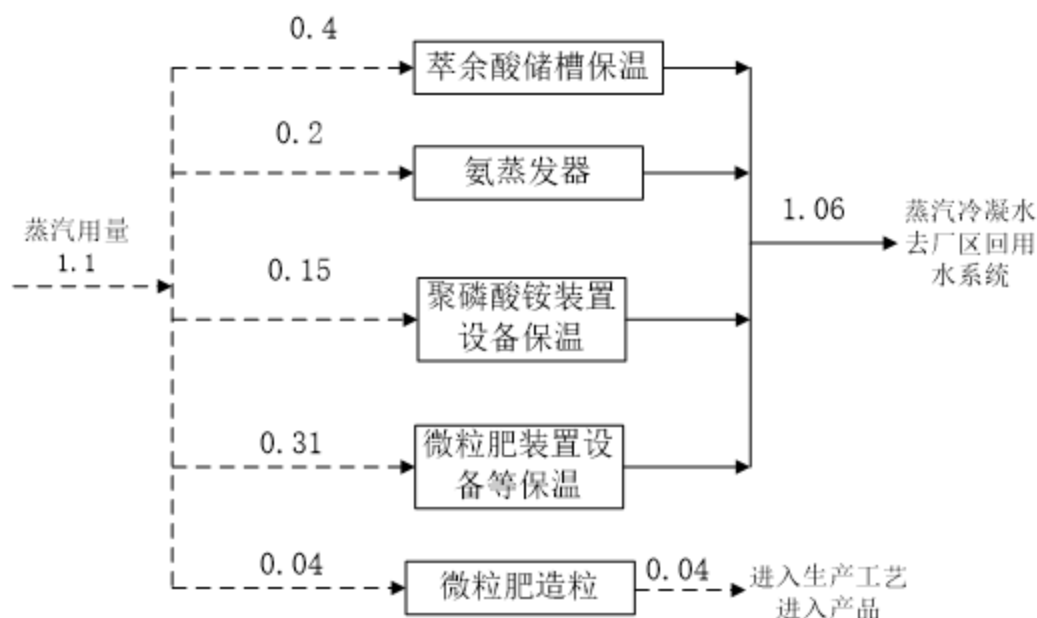 0.4
萃余酸储槽保温
0.2
氨蒸发器
1.06
蒸汽冷凝水
去厂区回用
水系统
蒸汽用量
1.1
0.15
聚磷酸铵装置
设备保温
0.31
微粒肥装置设
备等保温
0.04
微粒肥造粒
0.04
进入生产工艺
进入产品